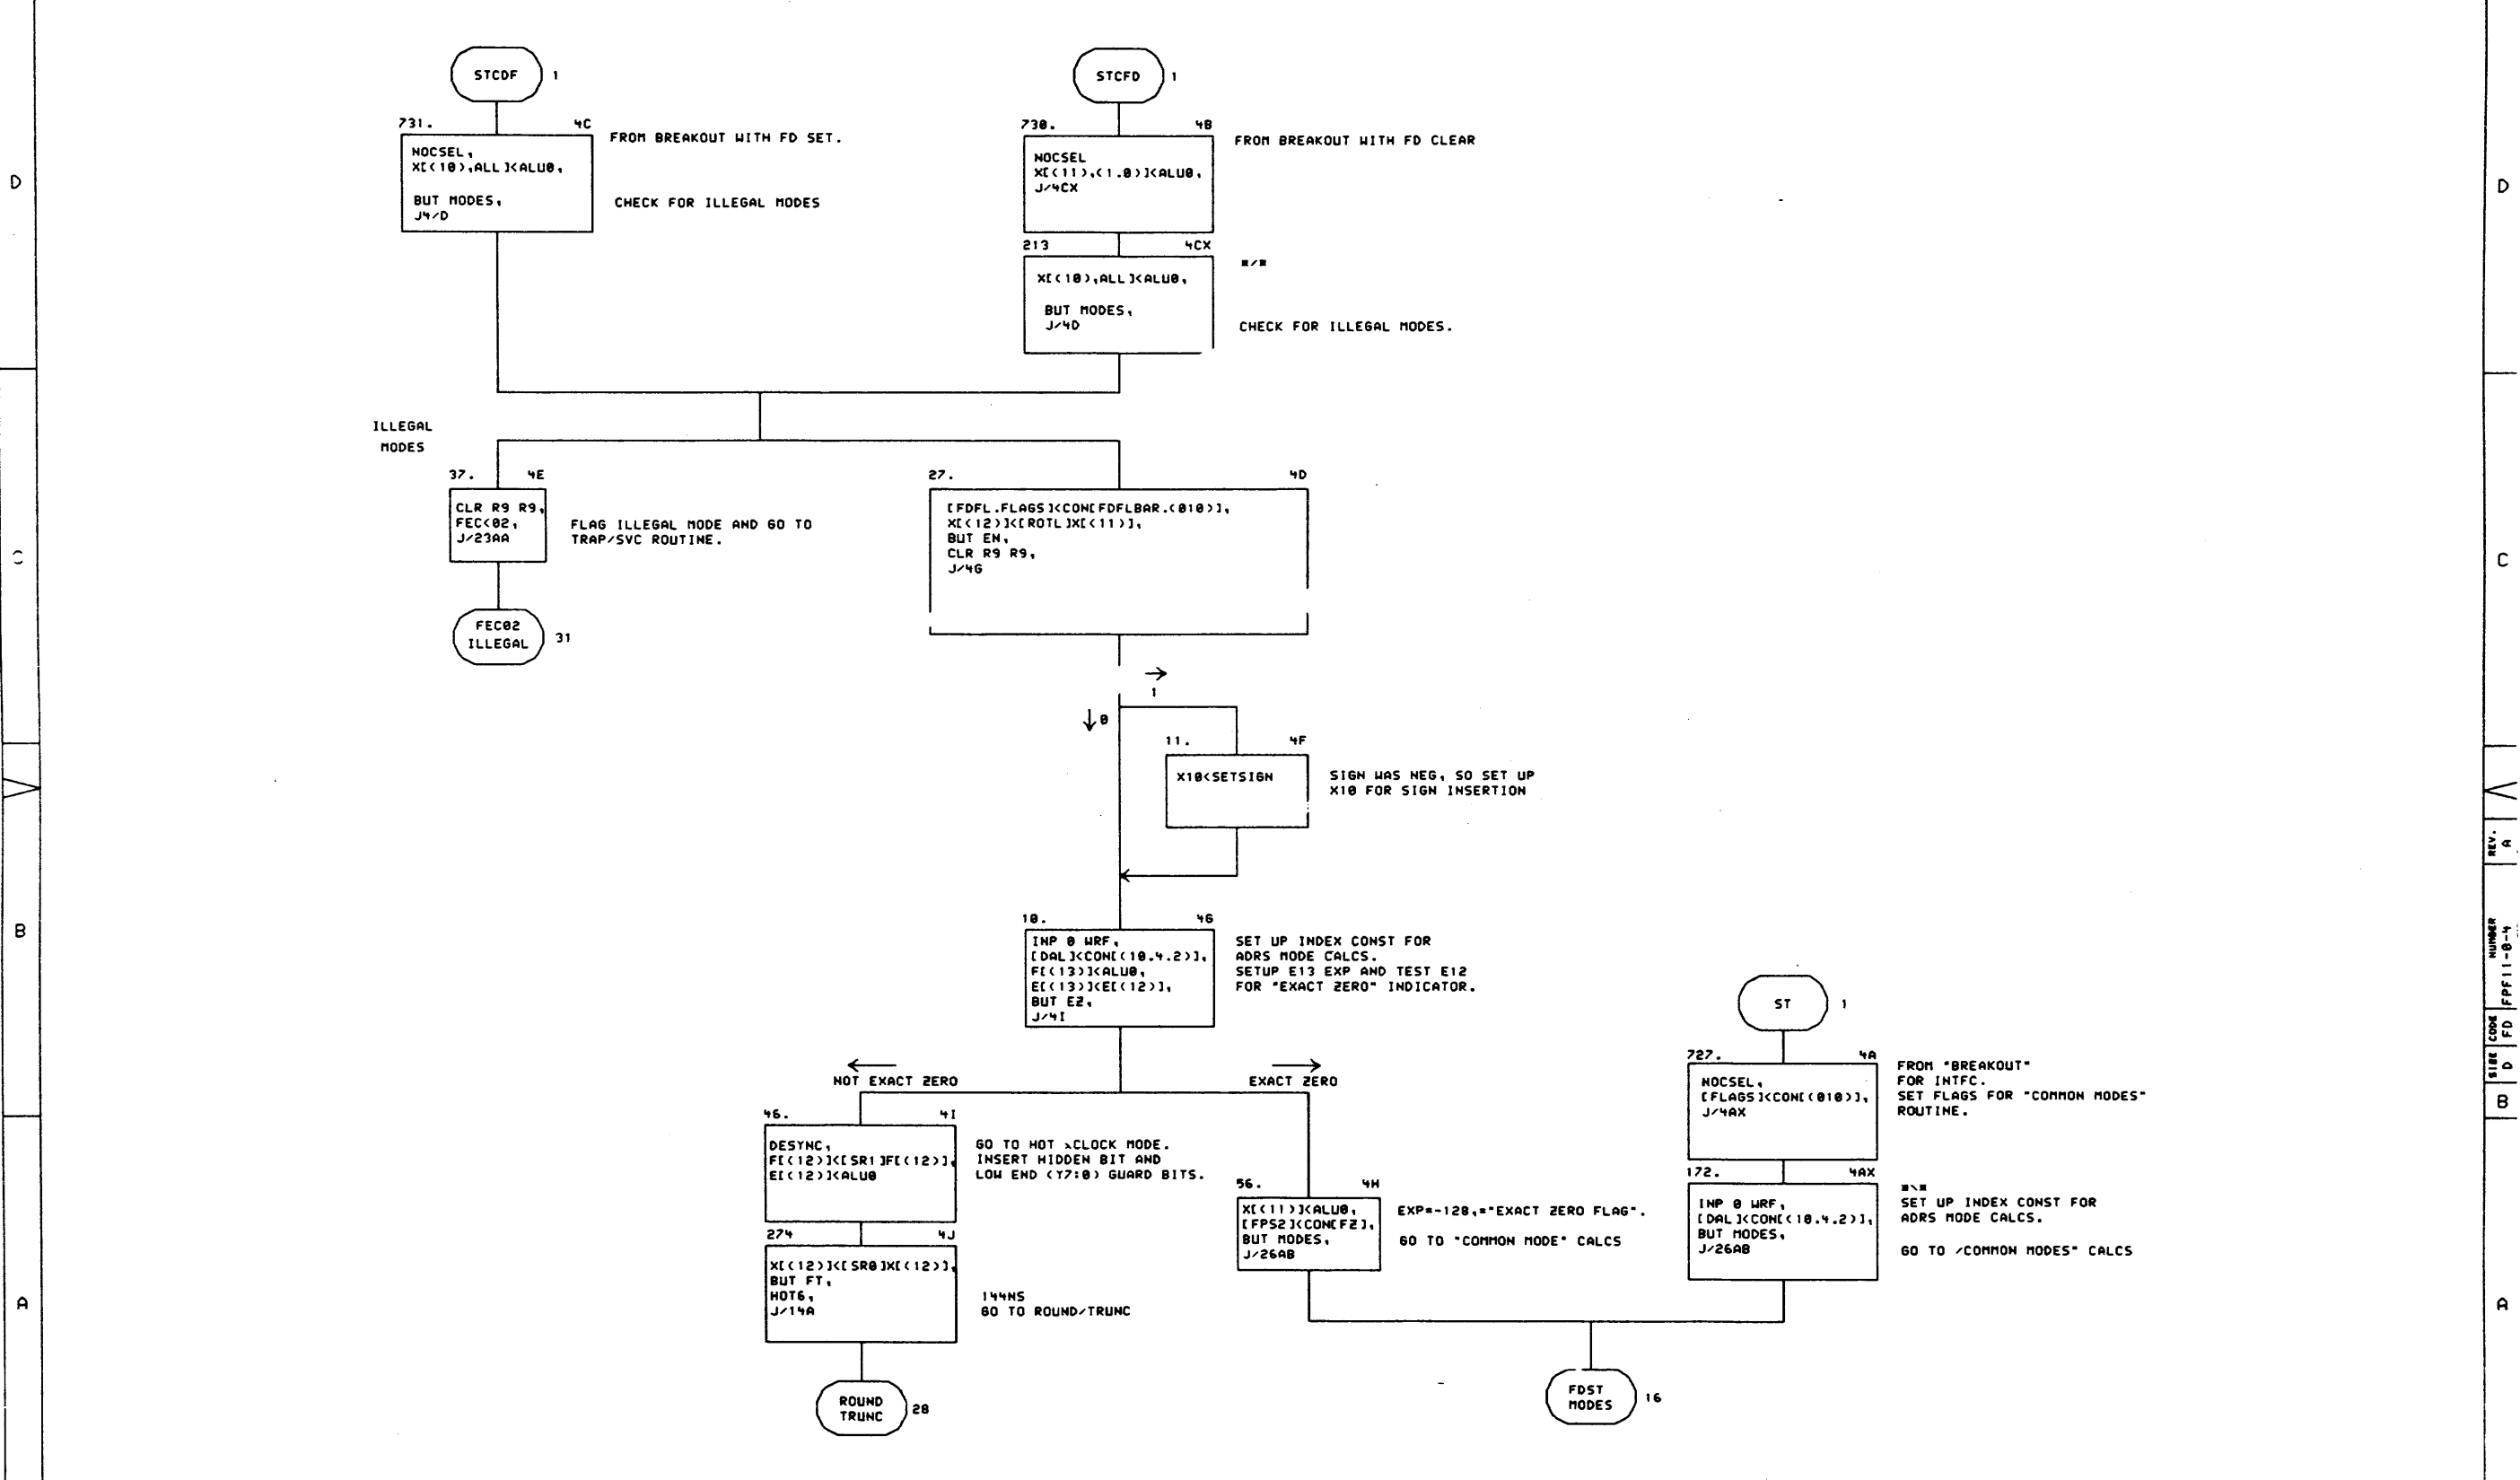 STCDF 1
731. 4C
NOCSEL,
X[(10),ALL]<ALU0,
BUT MODES,
J4/D
FROM BREAKOUT WITH FD SET.
CHECK FOR ILLEGAL MODES
STCFD 1
730. 4B
NOCSEL
X[(11),(1.0)]<ALU0,
J/4CX
FROM BREAKOUT WITH FD CLEAR
213 4CX
X[(10),ALL]<ALU0,
BUT MODES,
J/4D
CHECK FOR ILLEGAL MODES.
ILLEGAL
MODES
37. 4E
CLR R9 R9,
FEC<02,
J/23AA
FLAG ILLEGAL MODE AND GO TO
TRAP/SVC ROUTINE.
FEC02
ILLEGAL
31
27. 4D
[FDFL.FLAGS]<CON[FDFLBAR.(010)],
X[(12)]<[ROTL]X[(11)],
BUT EN,
CLR R9 R9,
J/4G
1
0
11. 4F
X10<SETSIGN
SIGN WAS NEG, SO SET UP
X10 FOR SIGN INSERTION
10. 4G
INP 0 WRF,
[DAL]<CON[(10.4.2)],
F[(13)]<ALU0,
E[(13)]<E[(12)],
BUT EZ,
J/4I
SET UP INDEX CONST FOR
ADRS MODE CALCS.
SETUP E13 EXP AND TEST E12
FOR "EXACT ZERO" INDICATOR.
NOT EXACT ZERO
EXACT ZERO
46. 4I
DESYNC,
F[(12)]<[SR1]F[(12)],
E[(12)]<ALU0
GO TO HOT >CLOCK MODE.
INSERT HIDDEN BIT AND
LOW END (Y7:0) GUARD BITS.
274 4J
X[(12)]<[SR0]X[(12)],
BUT FT,
HOT6,
J/14A
144NS
GO TO ROUND/TRUNC
ROUND
TRUNC
28
56. 4H
X[(11)]<ALU0,
[FPS2]<CON[FZ],
BUT MODES,
J/26AB
EXP=-128,="EXACT ZERO FLAG".
GO TO "COMMON MODE" CALCS
ST 1
727. 4A
NOCSEL,
[FLAGS]<CON[(010)],
J/4AX
FROM "BREAKOUT"
FOR INTFC.
SET FLAGS FOR "COMMON MODES"
ROUTINE.
172. 4AX
INP 0 WRF,
[DAL]<CON[(10.4.2)],
BUT MODES,
J/26AB
SET UP INDEX CONST FOR
ADRS MODE CALCS.
GO TO /COMMON MODES" CALCS
FDST
MODES
16
D
C
B
A
D
C
B
A
REV.
A
NUMBER
FPF11-0-4
CODE
FD
SIZE
D